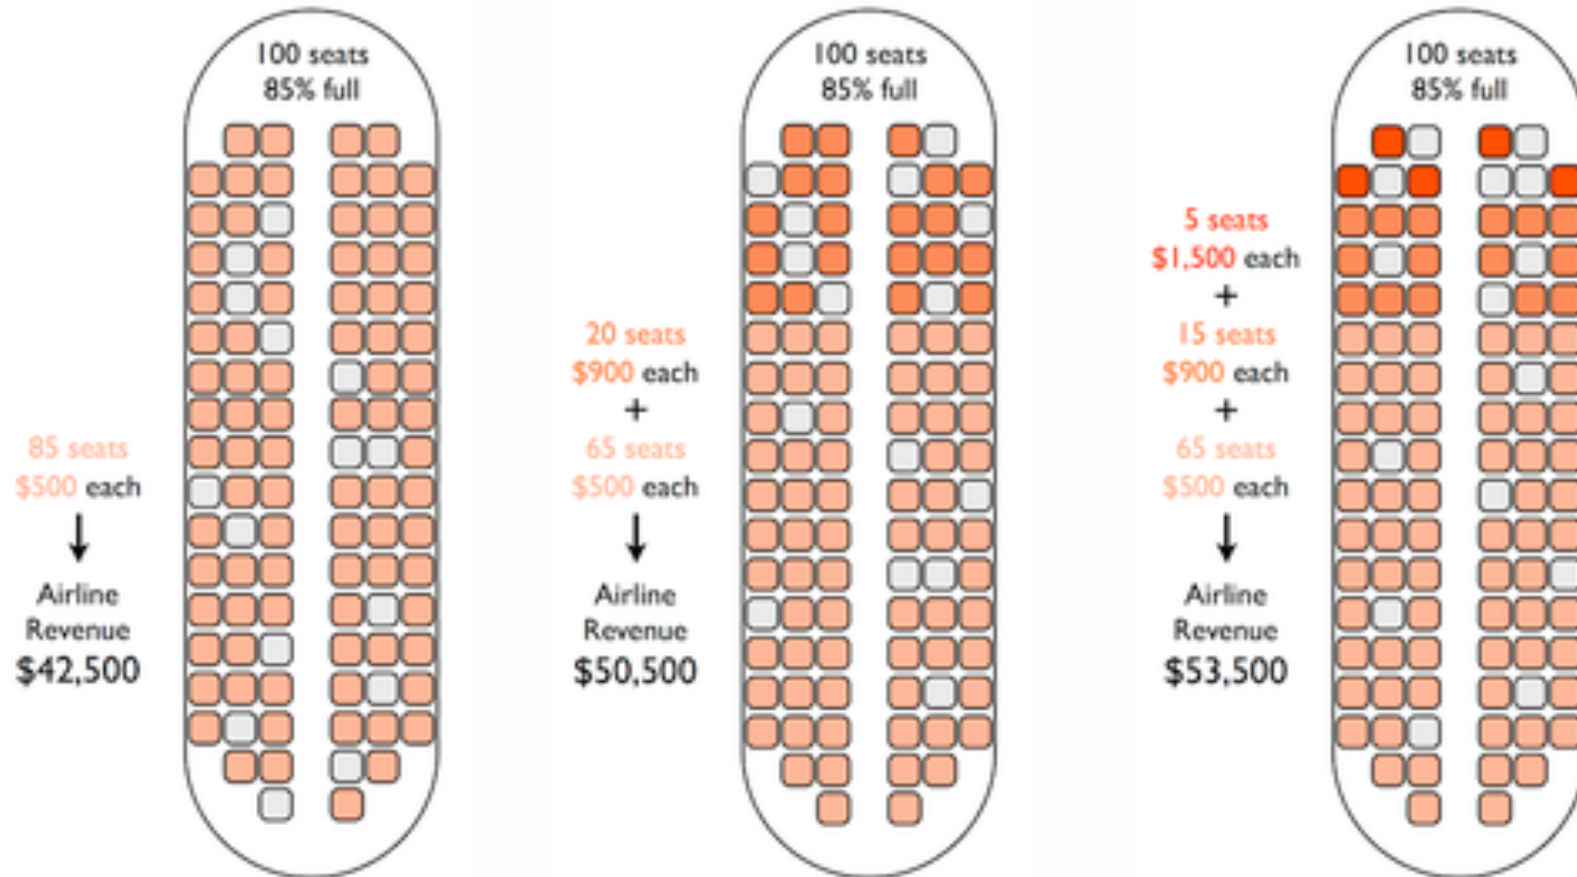 100 seats
85% full
85 seats
$500 each
Airline
Revenue
$42,500
100 seats
85% full
20 seats
$900 each
+
65 seats
$500 each
Airline
Revenue
$50,500
100 seats
85% full
5 seats
$1,500 each
+
15 seats
$900 each
+
65 seats
$500 each
Airline
Revenue
$53,500